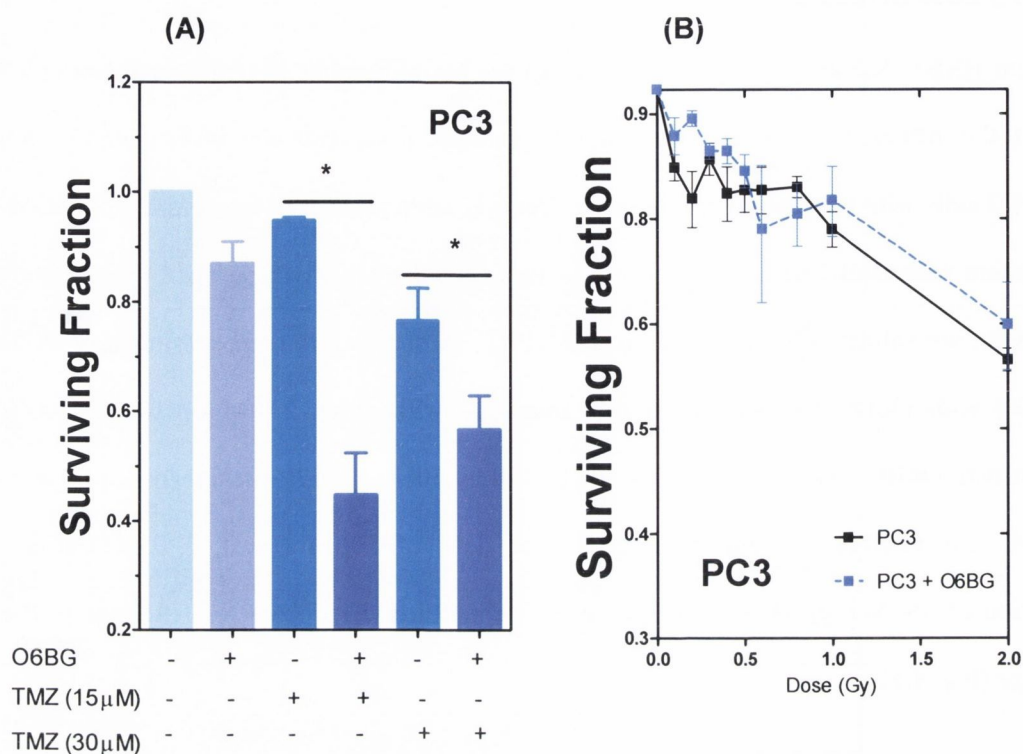 (A)
(B)
PC3
Surviving Fraction
1.2
1.0
0.8
0.6
0.4
0.2
*
*
O6BG - + - + - +
TMZ (15µM) - - + + - -
TMZ (30µM) - - - - + +
Surviving Fraction
0.9
0.8
0.6
0.5
0.4
0.3
0.0 0.5 1.0 1.5 2.0
Dose (Gy)
PC3
PC3
PC3 + O6BG